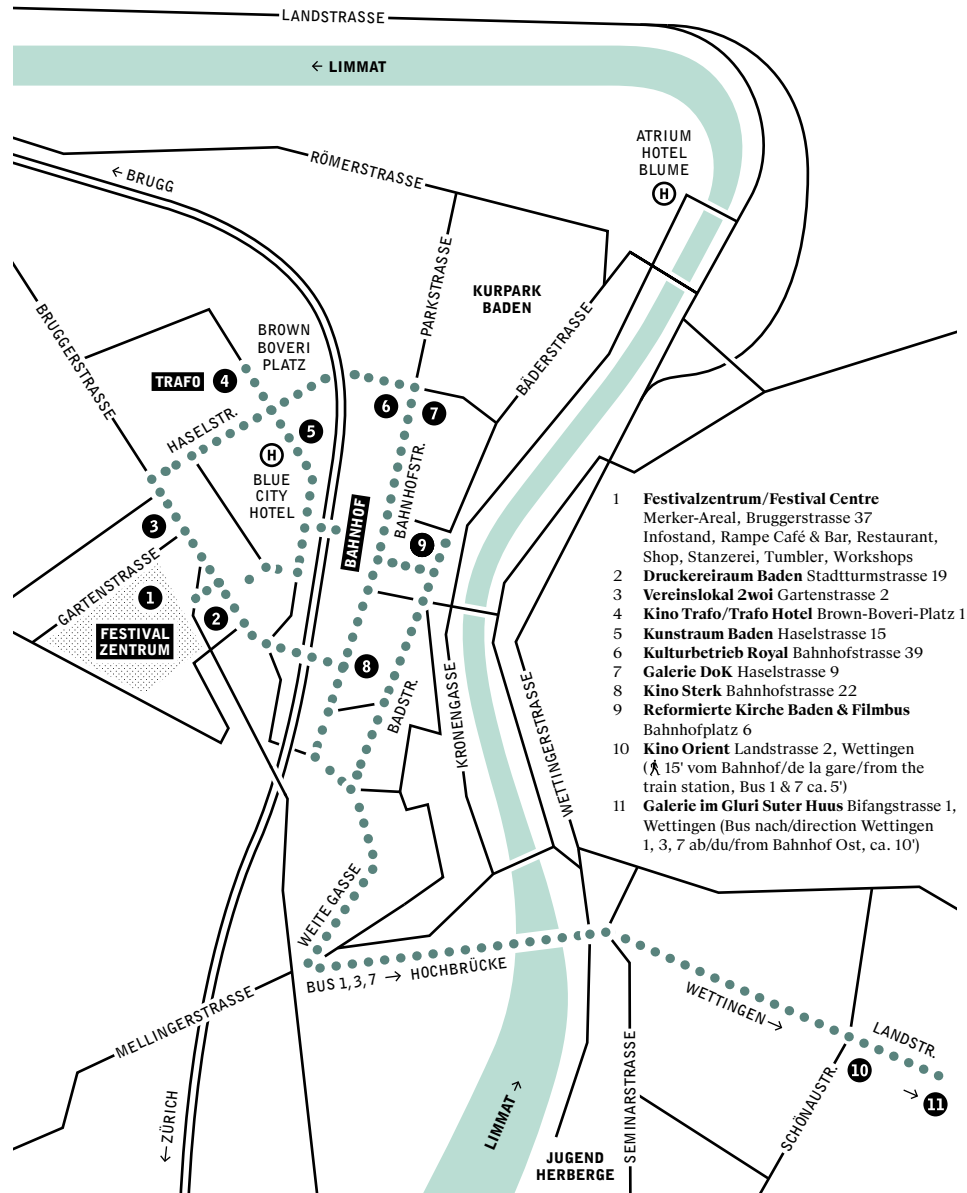 LANDSTRASSE
← LIMMAT
ATRIUM
HOTEL
BLUME
H
RÖMERSTRASSE
← BRUGG
PARKSTRASSE
KURPARK
BADEN
BRUGGERSTRASSE
BROWN
BOVERI
PLATZ
BÄDERSTRASSE
TRAFO 4
6
7
HASELSTR.
5
H
BLUE
CITY
HOTEL
BAHNHOFSTR.
BAHNHOF
3
9
GARTENSTRASSE
1
2
FESTIVAL
ZENTRUM
8
BADSTR.
KRONENGASSE
WETTINGERSTRASSE
1 Festivalzentrum/Festival Centre
Merker-Areal, Bruggerstrasse 37
Infostand, Rampe Café & Bar, Restaurant,
Shop, Stanzerei, Tumbler, Workshops
2 Druckereiraum Baden Stadtturmstrasse 19
3 Vereinslokal 2woi Gartenstrasse 2
4 Kino Trafo/Trafo Hotel Brown-Boveri-Platz 1
5 Kunstraum Baden Haselstrasse 15
6 Kulturbetrieb Royal Bahnhofstrasse 39
7 Galerie DoK Haselstrasse 9
8 Kino Sterk Bahnhofstrasse 22
9 Reformierte Kirche Baden & Filmbus
Bahnhofplatz 6
10 Kino Orient Landstrasse 2, Wettingen
(15' vom Bahnhof/de la gare/from the
train station, Bus 1 & 7 ca. 5')
11 Galerie im Gluri Suter Huus Bifangstrasse 1,
Wettingen (Bus nach/direction Wettingen
1, 3, 7 ab/du/from Bahnhof Ost, ca. 10')
WEITE GASSE
BUS 1,3,7 → HOCHBRÜCKE
MELLINGERSTRASSE
WETTINGEN →
LANDSTR.
10
→ 11
← ZÜRICH
LIMMAT →
SEMINARSTRASSE
SCHÖNAUSTR.
JUGEND
HERBERGE